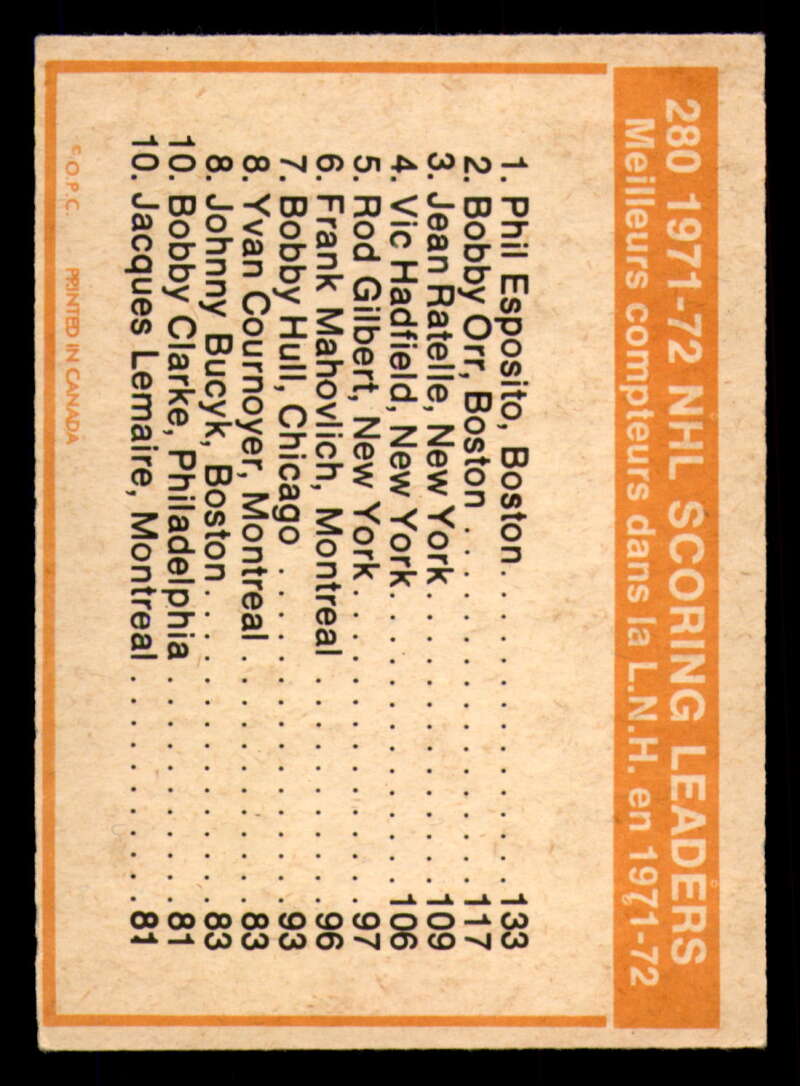 280 1971-72 NHL SCORING LEADERS
Meilleurs compteurs dans la L.N.H. en 1971-72
1. Phil Esposito, Boston. . . . . . . . . . . . . . . 133
2. Bobby Orr, Boston . . . . . . . . . . . . . . . . . 117
3. Jean Ratelle, New York. . . . . . . . . . . . . . 109
4. Vic Hadfield, New York. . . . . . . . . . . . . . 106
5. Rod Gilbert, New York. . . . . . . . . . . . . . . 97
6. Frank Mahovlich, Montreal . . . . . . . . . . . 96
7. Bobby Hull, Chicago . . . . . . . . . . . . . . . . 93
8. Yvan Cournoyer, Montreal . . . . . . . . . . . . 83
8. Johnny Bucyk, Boston. . . . . . . . . . . . . . . 83
10. Bobby Clarke, Philadelphia . . . . . . . . . . . 81
10. Jacques Lemaire, Montreal . . . . . . . . . . . 81
© O.P.C. PRINTED IN CANADA